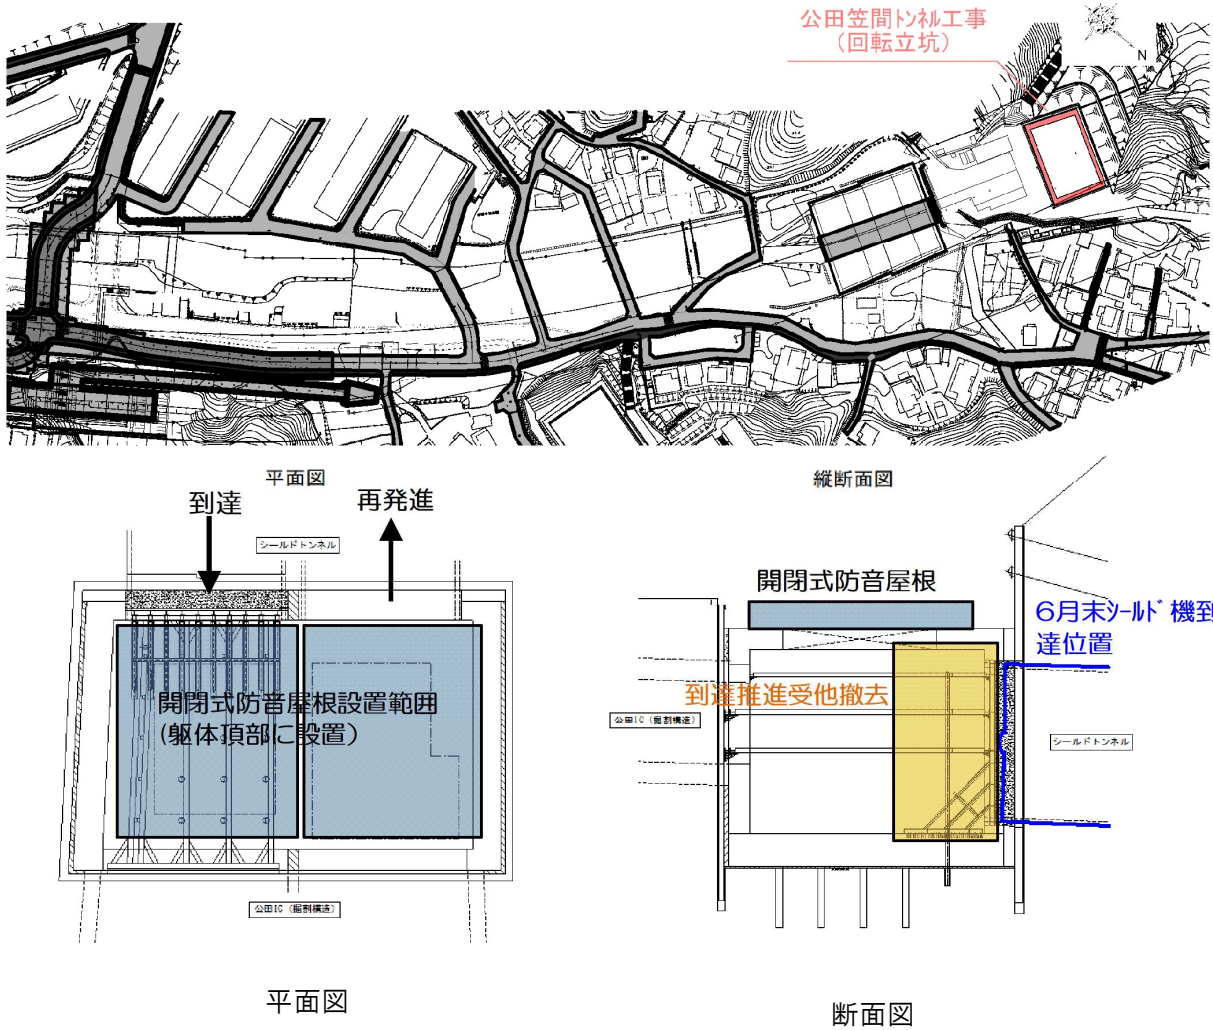 公田笠間トンネル工事
（回転立坑）
N
平面図
縦断面図
到達
再発進
シールドトンネル
開閉式防音屋根設置範囲
(躯体頂部に設置)
公田IC（掘割構造）
開閉式防音屋根
6月末シールド機到
達位置
到達推進受他撤去
公田IC（掘割構造）
シールドトンネル
平面図
断面図